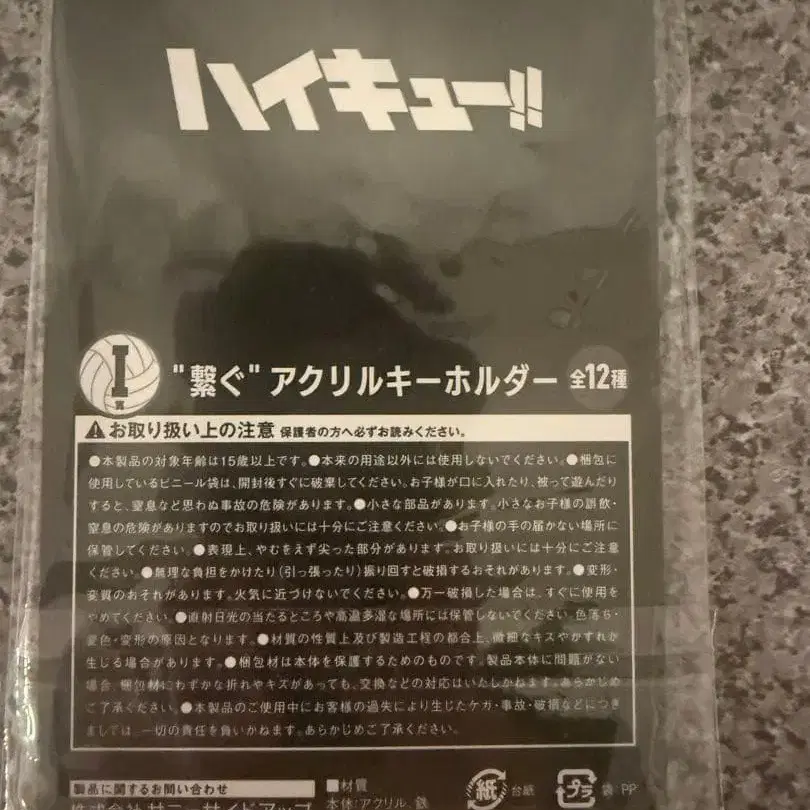 ハイキュー!!
I
賞
"繋ぐ" アクリルキーホルダー 全12種
⚠お取り扱い上の注意 保護者の方へ必ずお読みください。
●本製品の対象年齢は15歳以上です。●本来の用途以外には使用しないでください。●梱包に
使用しているビニール袋は、開封後すぐに破棄してください。お子様が口に入れたり、被って遊んだり
すると、窒息など思わぬ事故の危険があります。●小さな部品があります。小さなお子様の誤飲・
窒息の危険がありますのでお取り扱いには十分にご注意ください。●お子様の手の届かない場所に
保管してください。●表現上、やむをえず尖った部分があります。お取り扱いには十分にご注意
ください。●無理な負担をかけたり(引っ張ったり)振り回すと破損するおそれがあります。●変形・
変質のおそれがあります。火気に近づけないでください。●万一破損した場合は、すぐに使用を
やめてください。●直射日光の当たるところや高温多湿な場所には保管しないでください。色落ち・
変色・変形の原因となります。●材質の性質上及び製造工程の都合上、微細なキズやかすれが
生じる場合があります。●梱包材は本体を保護するためのものです。製品本体に問題がない
場合、梱包材にわずかな折れやキズがあっても、交換などの対応はいたしかねます。あらかじめ
ご了承ください。●本製品のご使用中にお客様の過失により生じたケガ・事故・破損などにつき
ましては、一切の責任を負いかねます。あらかじめご了承ください。
製品に関するお問い合わせ
株式会社サニーサイドアップ
■材質
本体:アクリル、鉄
紙 台紙
プラ 袋:PP